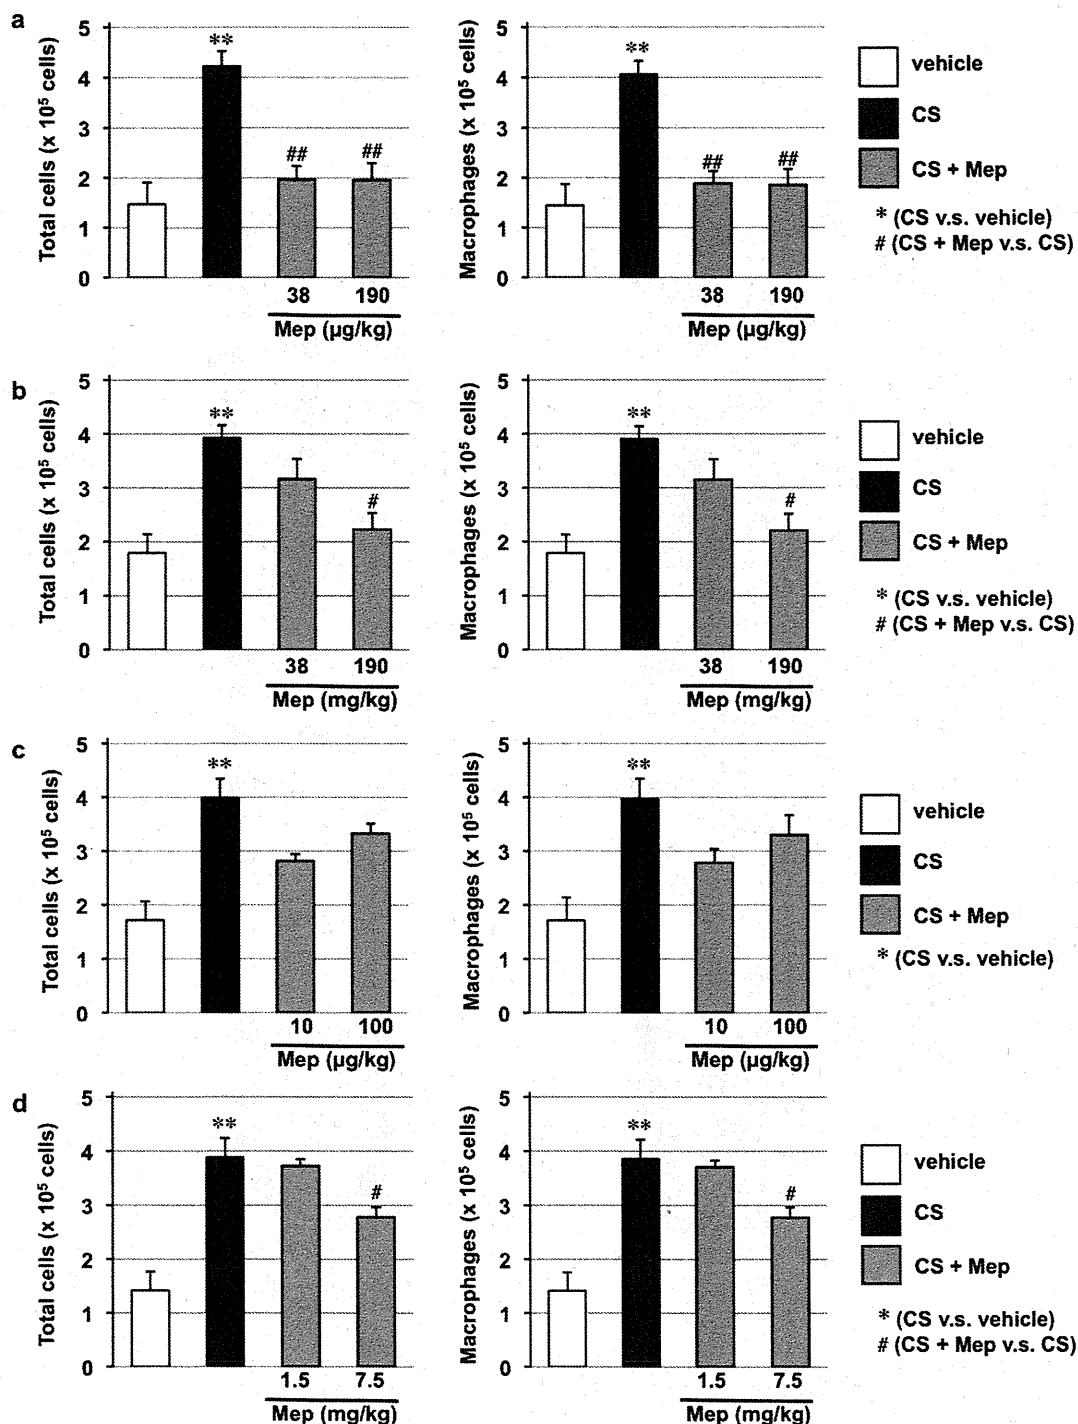 a
Total cells (x 10⁵ cells)
5
4
3
2
1
0
**
##
##
38 190
Mep (µg/kg)
Macrophages (x 10⁵ cells)
5
4
3
2
1
0
**
##
##
38 190
Mep (µg/kg)
vehicle
CS
CS + Mep
* (CS v.s. vehicle)
# (CS + Mep v.s. CS)
b
Total cells (x 10⁵ cells)
5
4
3
2
1
0
**
#
38 190
Mep (mg/kg)
Macrophages (x 10⁵ cells)
5
4
3
2
1
0
**
#
38 190
Mep (mg/kg)
vehicle
CS
CS + Mep
* (CS v.s. vehicle)
# (CS + Mep v.s. CS)
c
Total cells (x 10⁵ cells)
5
4
3
2
1
0
**
10 100
Mep (µg/kg)
Macrophages (x 10⁵ cells)
5
4
3
2
1
0
**
10 100
Mep (µg/kg)
vehicle
CS
CS + Mep
* (CS v.s. vehicle)
d
Total cells (x 10⁵ cells)
5
4
3
2
1
0
**
#
1.5 7.5
Mep (mg/kg)
Macrophages (x 10⁵ cells)
5
4
3
2
1
0
**
#
1.5 7.5
Mep (mg/kg)
vehicle
CS
CS + Mep
* (CS v.s. vehicle)
# (CS + Mep v.s. CS)